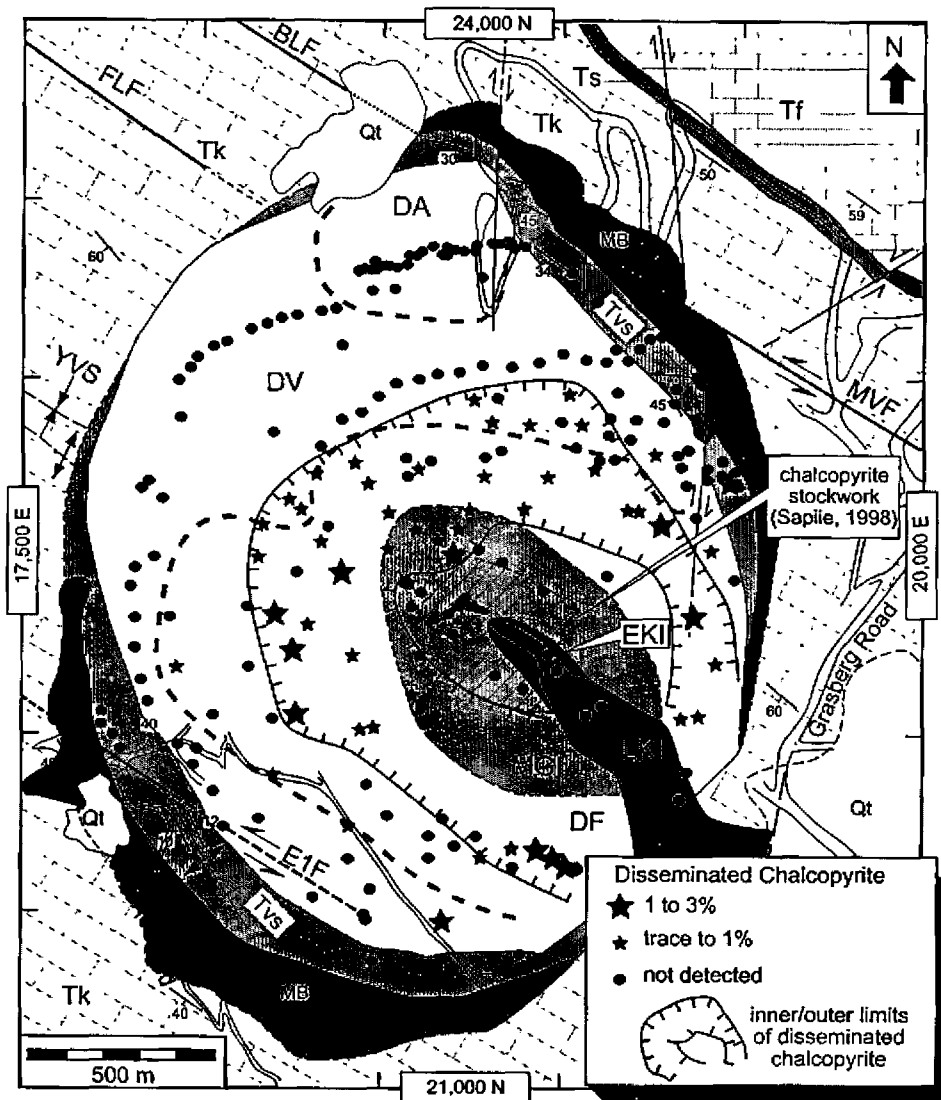 24,000 N
N
BLF
FLF
Ts
Tf
Tk
Tk
Qt
30
50
DA
59
45
MB
60
34
Tvs
DV
YVS
MVF
45
chalcopyrite
stockwork
(Sapiie, 1998)
17,500 E
20,000 E
EKI
Grasberg Road
60
40
Qt
Qt
DF
E1F
Tvs
Disseminated Chalcopyrite
1 to 3%
trace to 1%
not detected
inner/outer limits
of disseminated
chalcopyrite
Tk
MB
40
500 m
21,000 N